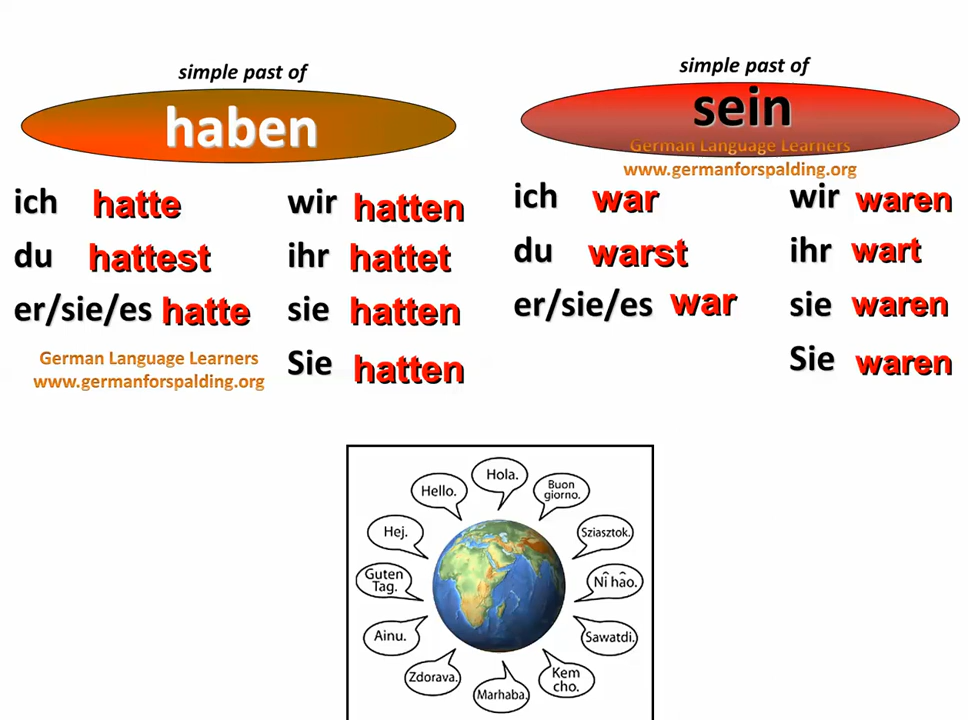 simple past of
haben
ich hatte wir hatten
du hattest ihr hattet
er/sie/es hatte sie hatten
Sie hatten
German Language Learners
www.germanforspalding.org
simple past of
sein
German Language Learners
www.germanforspalding.org
ich war wir waren
du warst ihr wart
er/sie/es war sie waren
Sie waren
Hola.
Hello.
Buon
giorno.
Hej.
Sziasztok.
Guten
Tag.
Nî hâo.
Ainu.
Sawatdi.
Zdorava.
Kem
cho.
Marhaba.